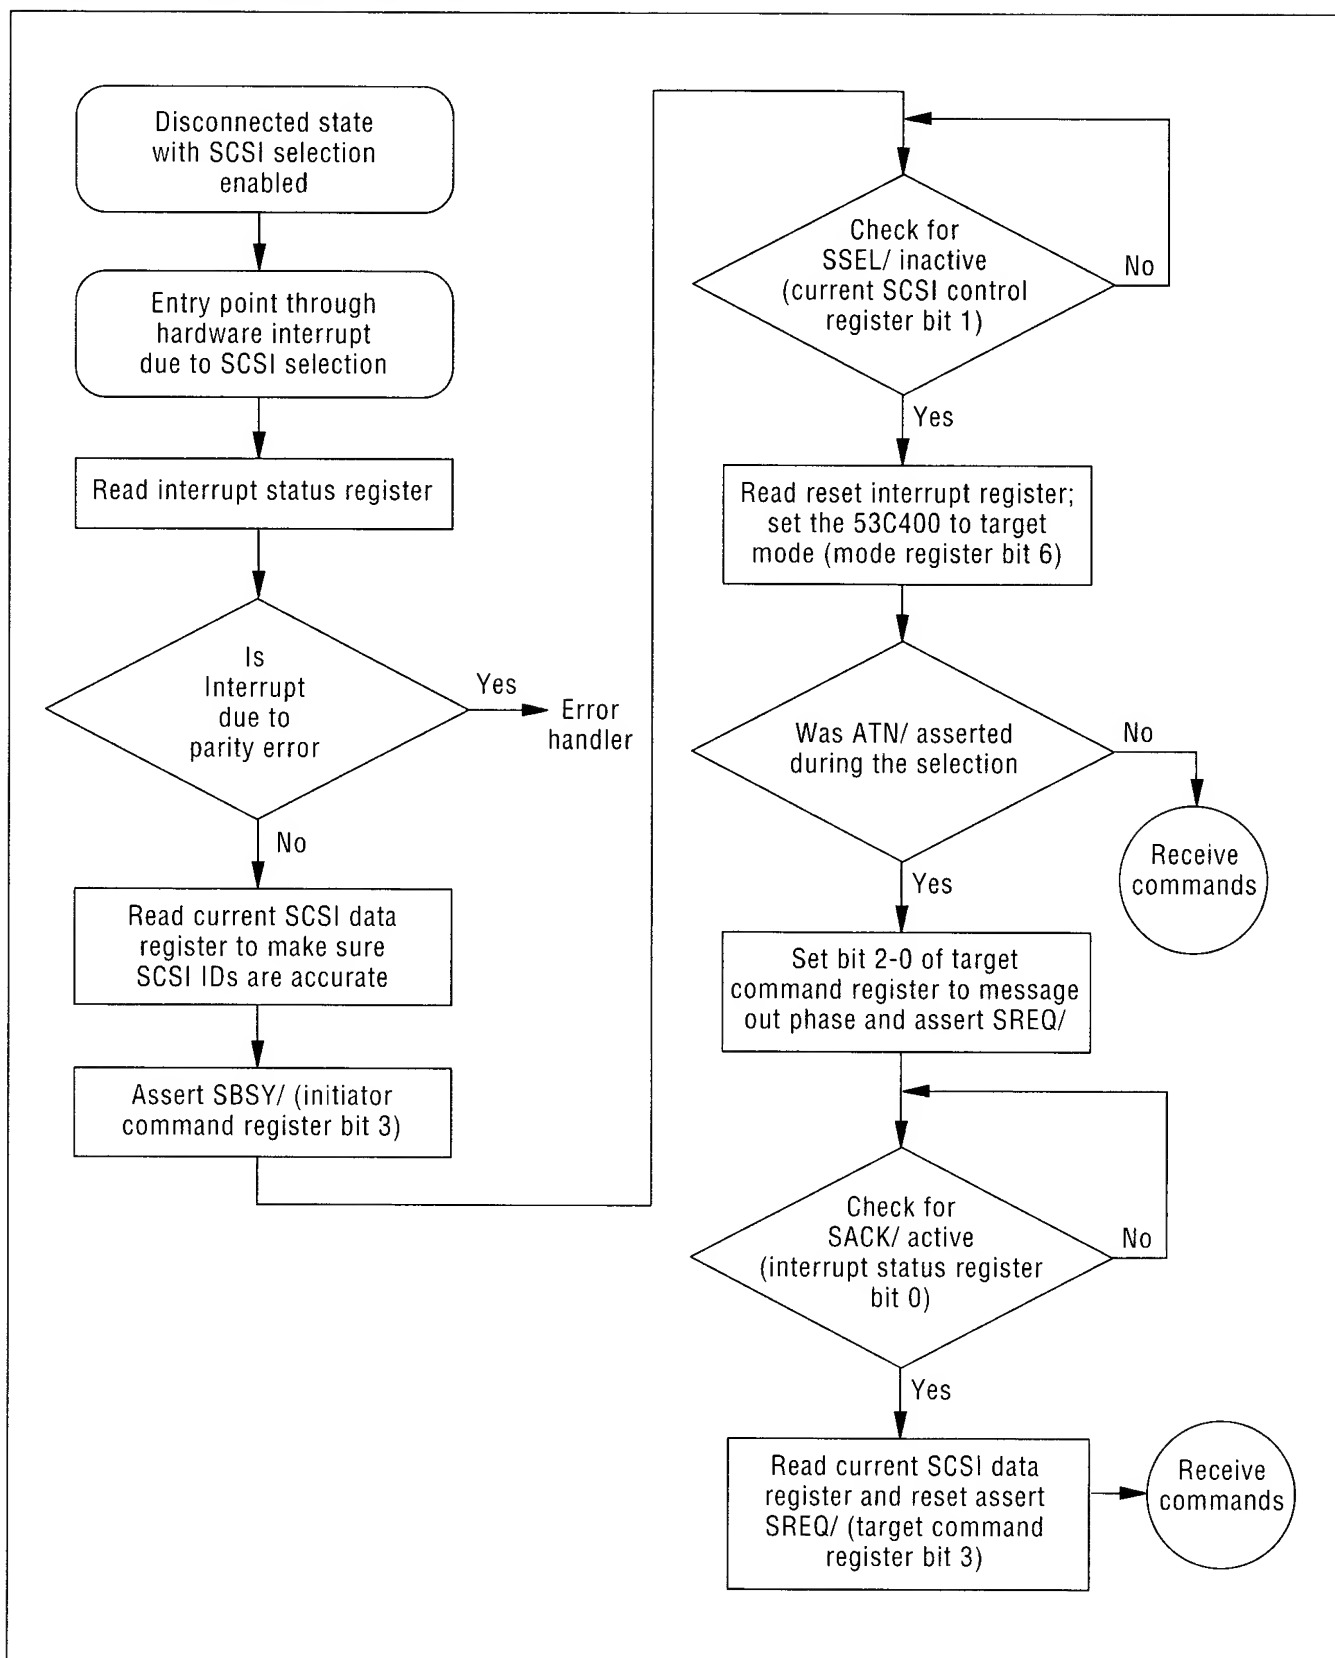 Disconnected state
with SCSI selection
enabled
Entry point through
hardware interrupt
due to SCSI selection
Read interrupt status register
Is
Interrupt
due to
parity error
Yes
Error
handler
No
Read current SCSI data
register to make sure
SCSI IDs are accurate
Assert SBSY/ (initiator
command register bit 3)
Check for
SSEL/ inactive
(current SCSI control
register bit 1)
No
Yes
Read reset interrupt register;
set the 53C400 to target
mode (mode register bit 6)
Was ATN/ asserted
during the selection
No
Receive
commands
Yes
Set bit 2-0 of target
command register to message
out phase and assert SREQ/
Check for
SACK/ active
(interrupt status register
bit 0)
No
Yes
Read current SCSI data
register and reset assert
SREQ/ (target command
register bit 3)
Receive
commands